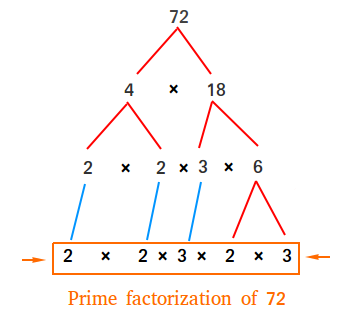 72
4 × 18
2 × 2 × 3 × 6
2 × 2 × 3 × 2 × 3
Prime factorization of 72